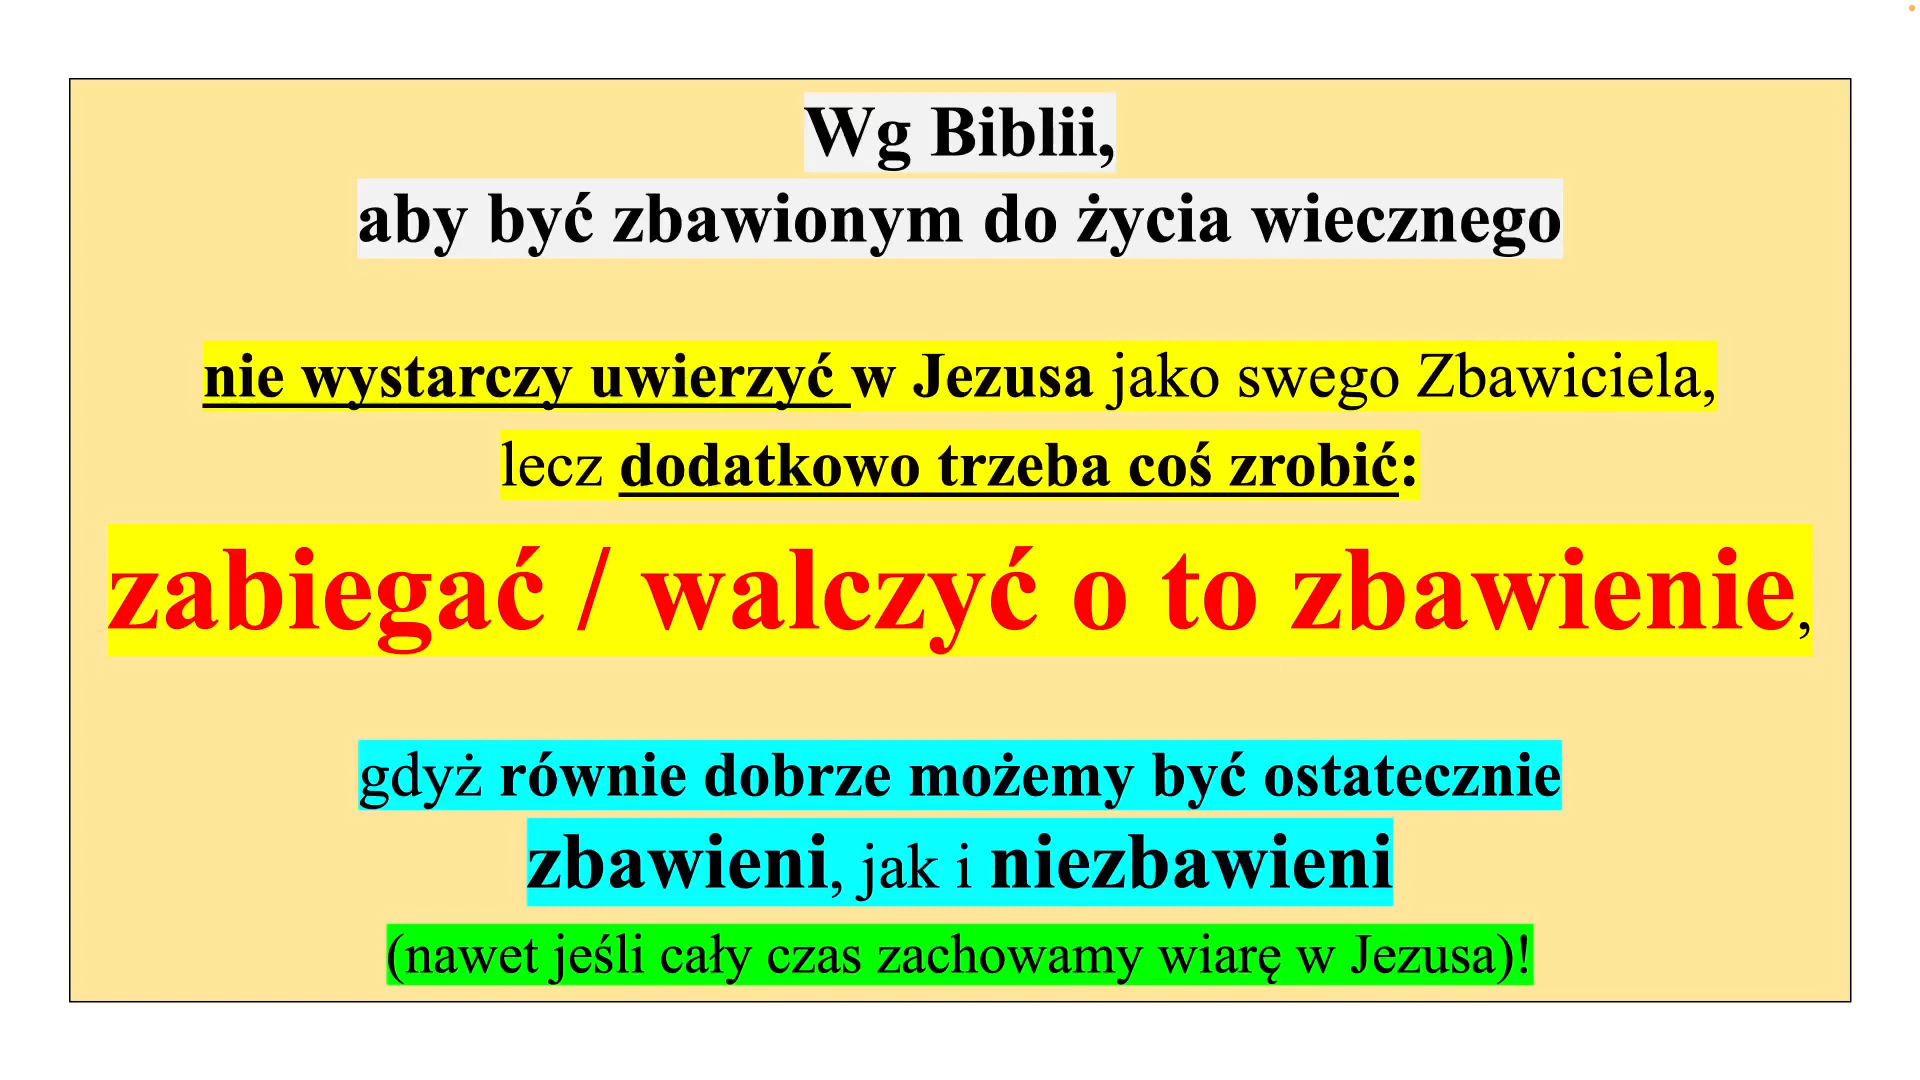 Wg Biblii,
aby być zbawionym do życia wiecznego
nie wystarczy uwierzyć w Jezusa jako swego Zbawiciela,
lecz dodatkowo trzeba coś zrobić:
zabiegać / walczyć o to zbawienie,
gdyż równie dobrze możemy być ostatecznie
zbawieni, jak i niezbawieni
(nawet jeśli cały czas zachowamy wiarę w Jezusa)!